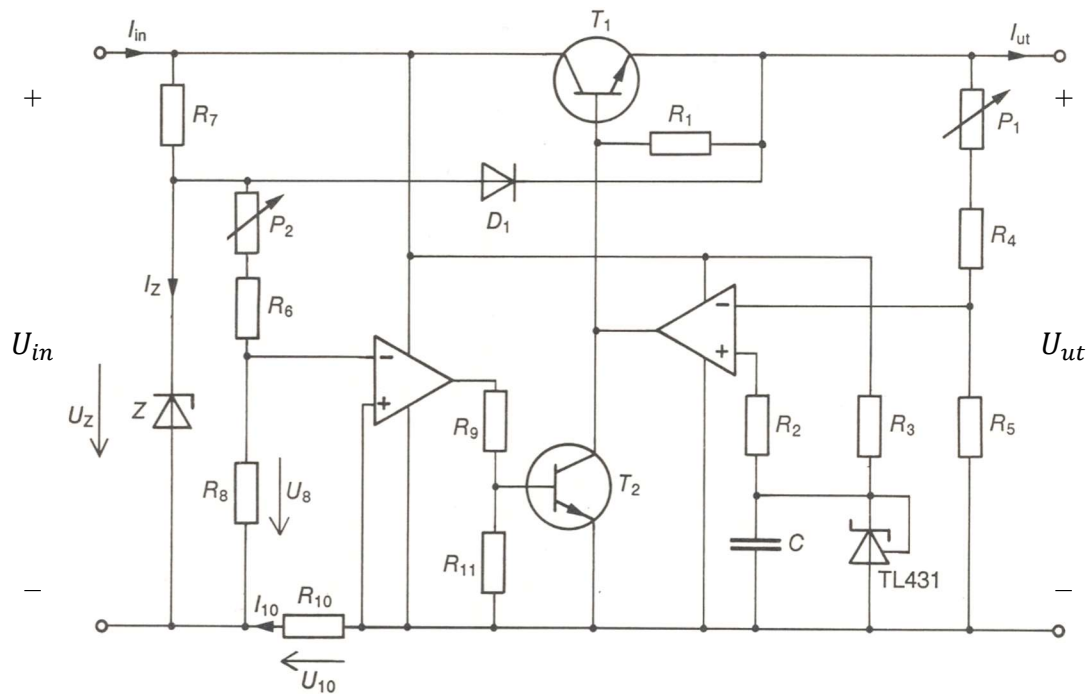 I_in
T_1
I_ut
+
+
R_7
R_1
P_1
D_1
P_2
R_4
I_Z
R_6
U_in
U_ut
−
−
+
+
U_Z
Z
R_9
R_2
R_3
R_5
T_2
R_8
U_8
R_11
C
TL431
−
−
I_10
R_10
U_10